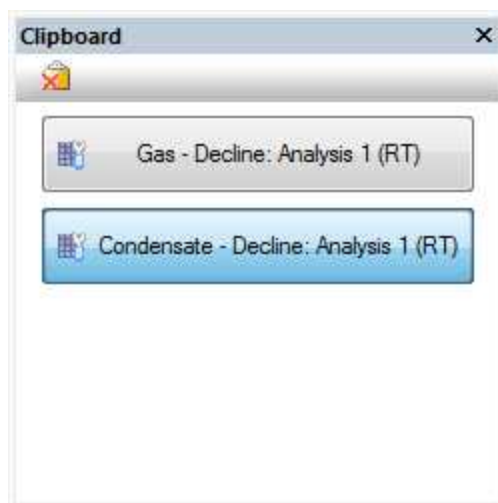 Clipboard
Gas - Decline: Analysis 1 (RT)
Condensate - Decline: Analysis 1 (RT)